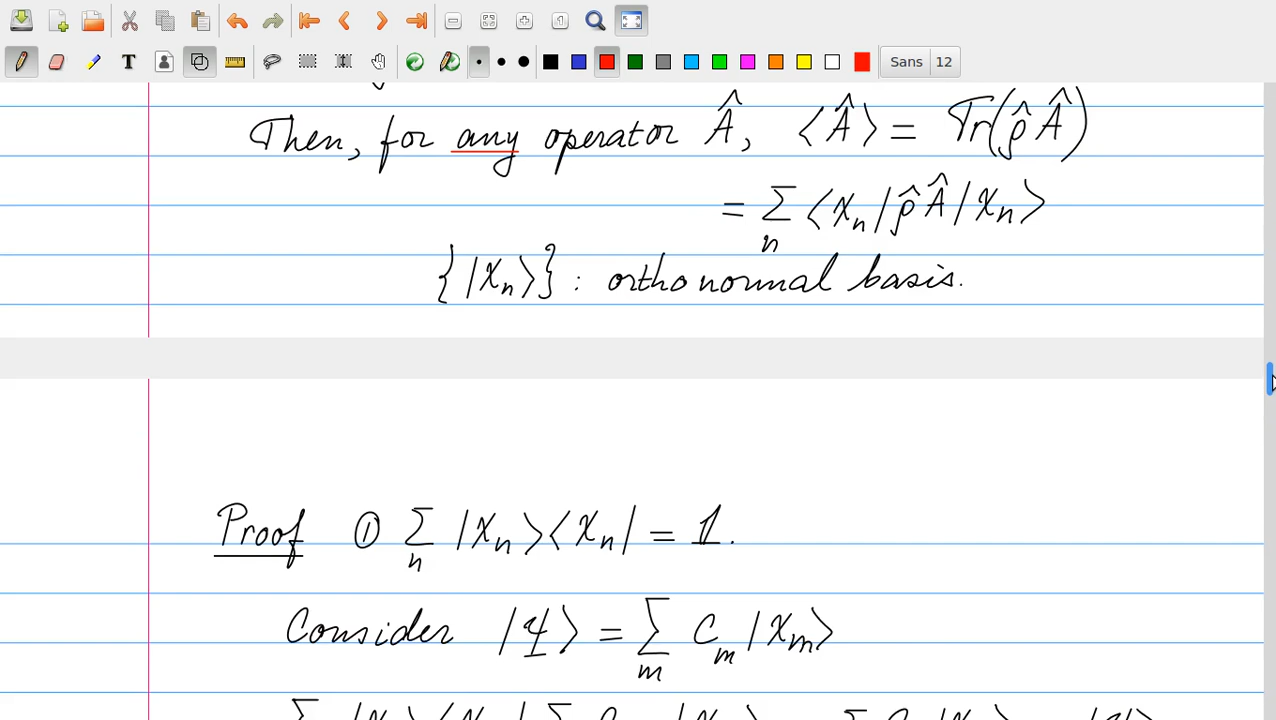 Sans 12
Then, for any operator Â, ⟨Â⟩ = Tr(ρ̂Â)
= Σ_n ⟨χ_n|ρ̂Â|χ_n⟩
{|χ_n⟩} : orthonormal basis.
Proof ① Σ_n |χ_n⟩⟨χ_n| = 𝟙.
Consider |Ψ⟩ = Σ_m C_m |χ_m⟩